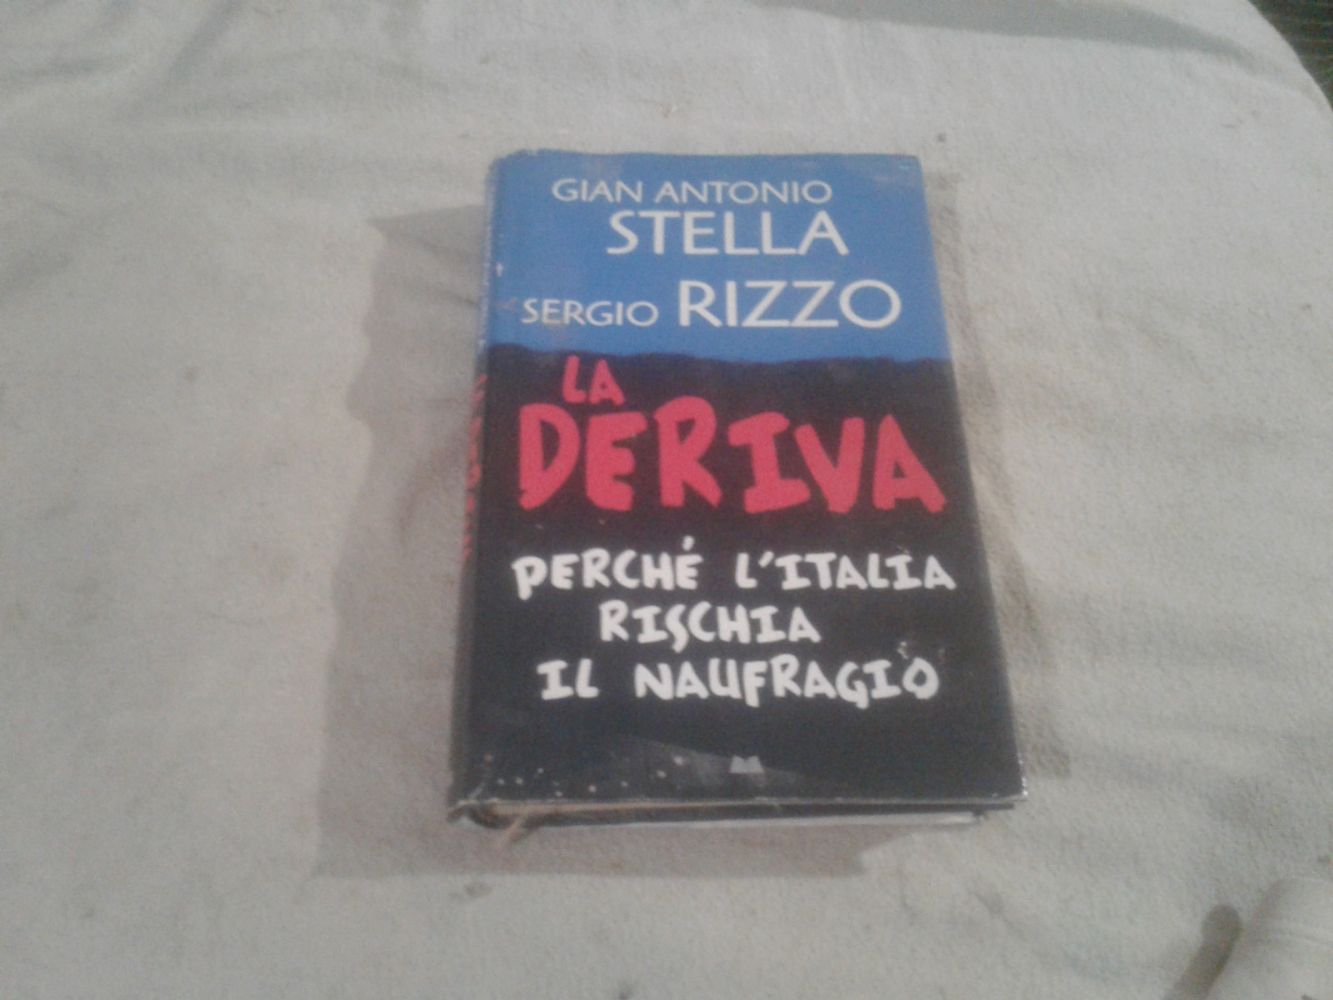 GIAN ANTONIO
STELLA
SERGIO RIZZO
LA
DERIVA
PERCHÉ L'ITALIA
RISCHIA
IL NAUFRAGIO